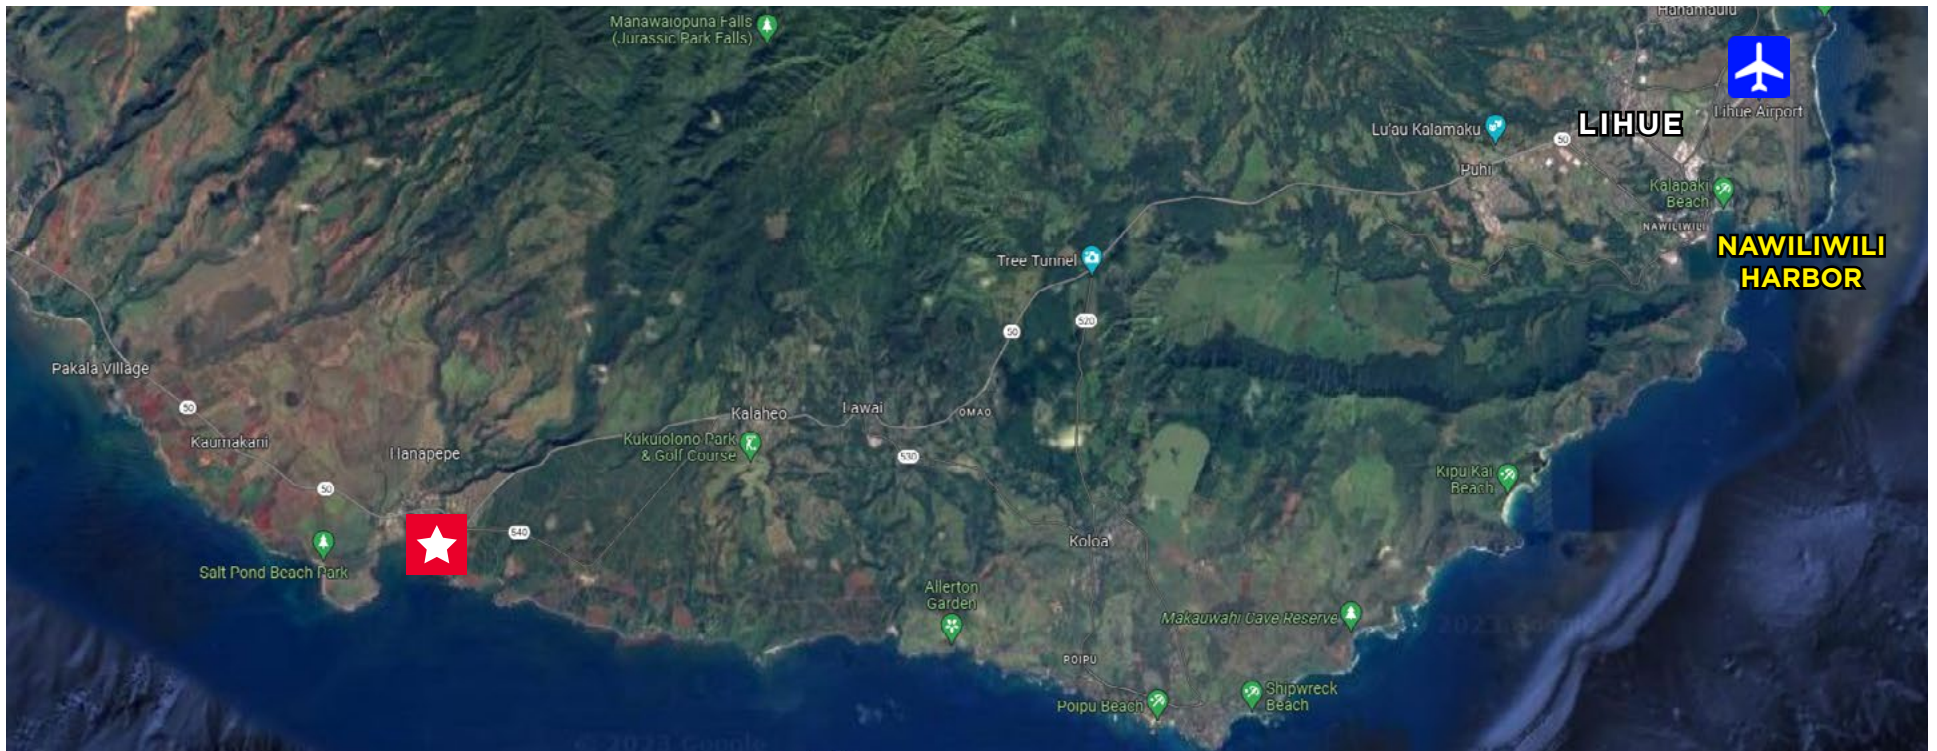 Manawaiopuna Falls
(Jurassic Park Falls)
Hanamaulu
Lihue Airport
LIHUE
Lu'au Kalamaku
50
Puhi
Kalapaki
Beach
NAWILIWILI
NAWILIWILI
HARBOR
Tree Tunnel
50
520
Pakala Village
50
Kaumakani
Hanapepe
50
Kalaheo
Lawai
OMAO
Kukuiolono Park
& Golf Course
530
Kipu Kai
Beach
540
Koloa
Salt Pond Beach Park
Allerton
Garden
Makauwahi Cave Reserve
POIPU
Poipu Beach
Shipwreck
Beach
© 2023 Google